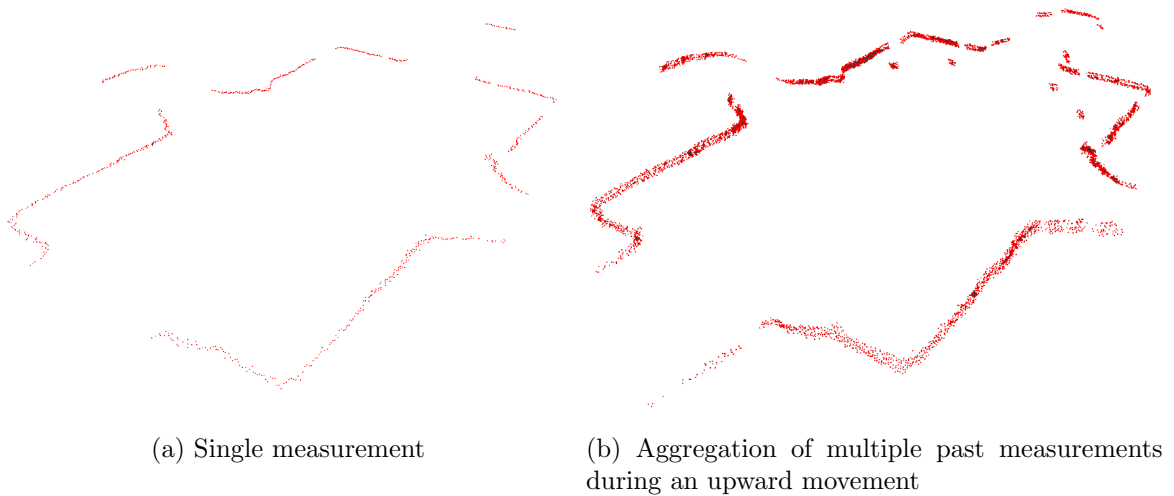 (a) Single measurement
(b) Aggregation of multiple past measurements
during an upward movement